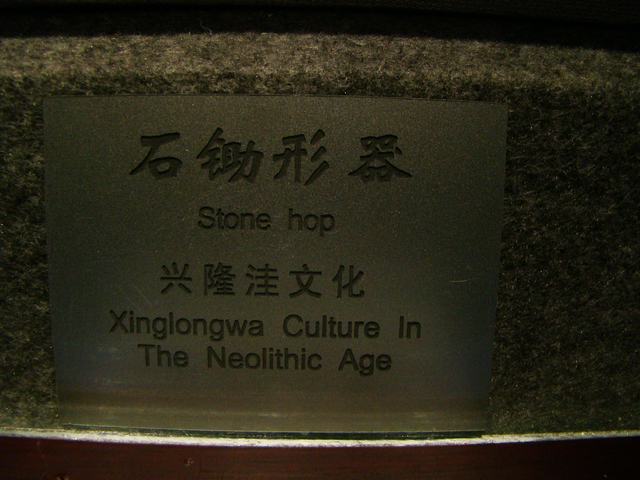 石锄形器
Stone hop
兴隆洼文化
Xinglongwa Culture In
The Neolithic Age